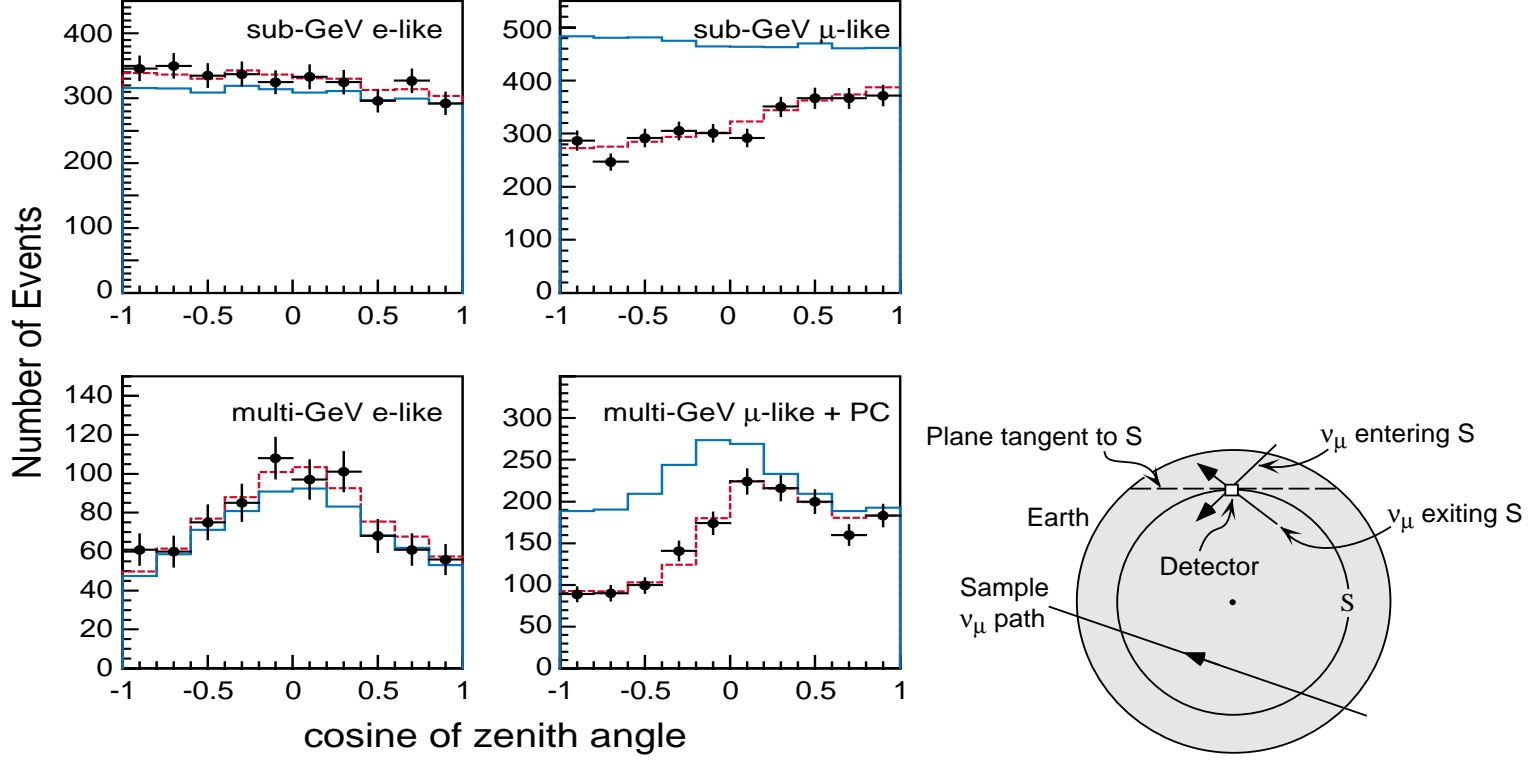 Number of Events
sub-GeV e-like
400
300
200
100
0
-1 -0.5 0 0.5 1
sub-GeV μ-like
500
400
300
200
100
0
-1 -0.5 0 0.5 1
multi-GeV e-like
140
120
100
80
60
40
20
0
-1 -0.5 0 0.5 1
multi-GeV μ-like + PC
300
250
200
150
100
50
0
-1 -0.5 0 0.5 1
cosine of zenith angle
Plane tangent to S
νμ entering S
Earth
νμ exiting S
Detector
Sample
νμ path
S